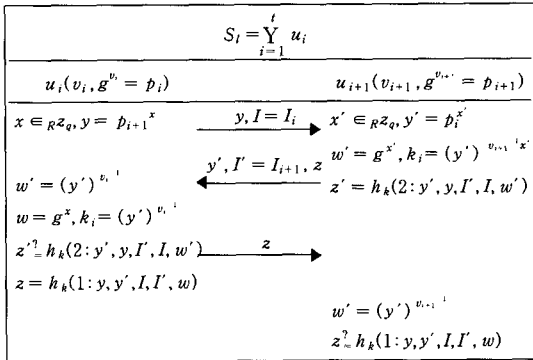 S_t = Y_{i=1}^{t} u_i
u_i(v_i, g^{v_i} = p_i)    u_{i+1}(v_{i+1}, g^{v_{i+1}} = p_{i+1})
x ∈_R z_q, y = p_{i+1}^x    y, I = I_i    x' ∈_R z_q, y' = p_i^{x'}
w' = g^{x'}, k_i = (y')^{v_{i+1}^{-1} x'}
y', I' = I_{i+1}, z
w' = (y')^{v_i^{-1}}    z' = h_k(2: y', y, I', I, w')
w = g^x, k_i = (y')^{v_i^{-1}}
z' ?= h_k(2: y', y, I', I, w')    z
z = h_k(1: y, y', I, I', w)
w' = (y')^{v_{i+1}^{-1}}
z ?= h_k(1: y, y', I, I', w)